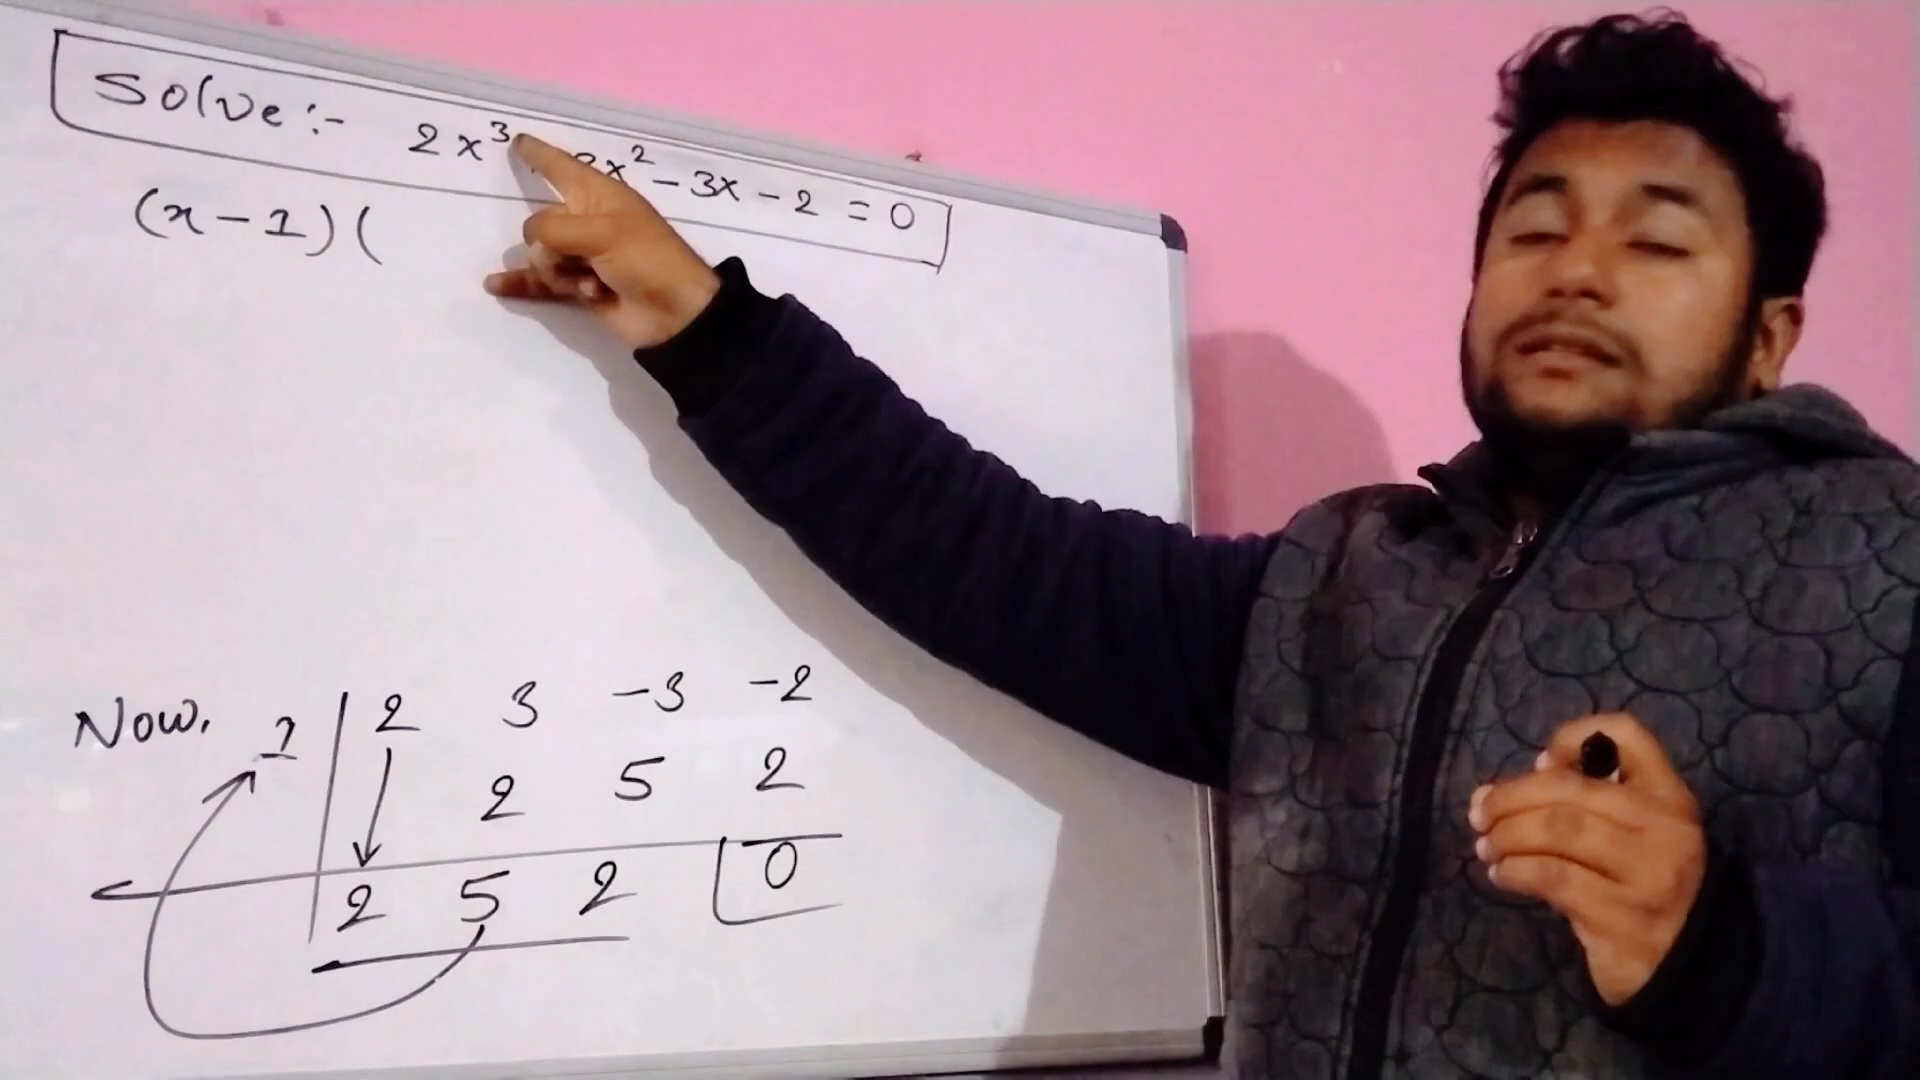 Solve :- 2x³ 3x² - 3x - 2 = 0
(x - 1) (
Now, 1 2 3 -3 -2
2 5 2
2 5 2 0